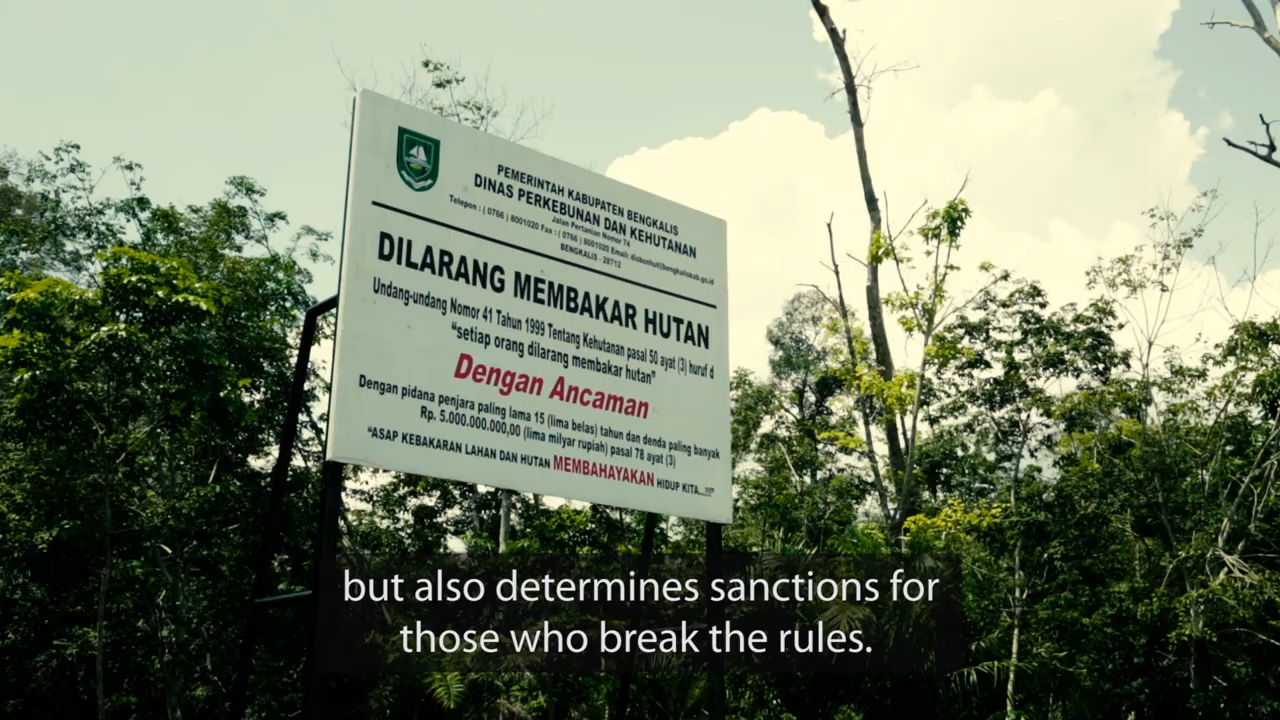 PEMERINTAH KABUPATEN BENGKALIS
DINAS PERKEBUNAN DAN KEHUTANAN
Jalan Pertanian Nomor 74
Telepon : ( 0766 ) 8001020 Fax : ( 0766 ) 8001020 Email: disbunhut@bengkaliskab.go.id
BENGKALIS - 28712
DILARANG MEMBAKAR HUTAN
Undang-undang Nomor 41 Tahun 1999 Tentang Kehutanan pasal 50 ayat (3) huruf d
“setiap orang dilarang membakar hutan”
Dengan Ancaman
Dengan pidana penjara paling lama 15 (lima belas) tahun dan denda paling banyak
Rp. 5.000.000.000,00 (lima milyar rupiah) pasal 78 ayat (3)
“ASAP KEBAKARAN LAHAN DAN HUTAN MEMBAHAYAKAN HIDUP KITA....!!!”
but also determines sanctions for
those who break the rules.